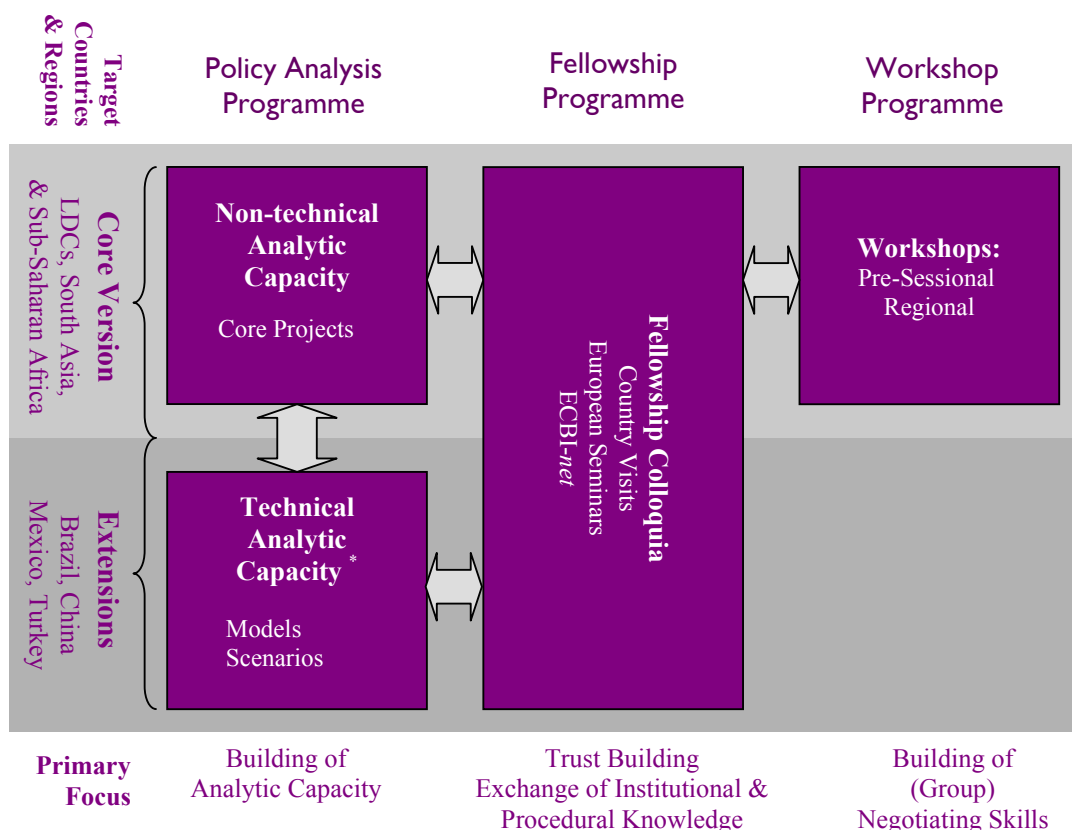 Target
Countries
& Regions
Policy Analysis
Programme
Fellowship
Programme
Workshop
Programme
Core Version
LDCs, South Asia,
& Sub-Saharan Africa
Non-technical
Analytic
Capacity
Core Projects
Fellowship Colloquia
Country Visits
European Seminars
ECBI-net
Workshops:
Pre-Sessional
Regional
Extensions
Brazil, China
Mexico, Turkey
Technical
Analytic
Capacity *
Models
Scenarios
Primary
Focus
Building of
Analytic Capacity
Trust Building
Exchange of Institutional &
Procedural Knowledge
Building of
(Group)
Negotiating Skills